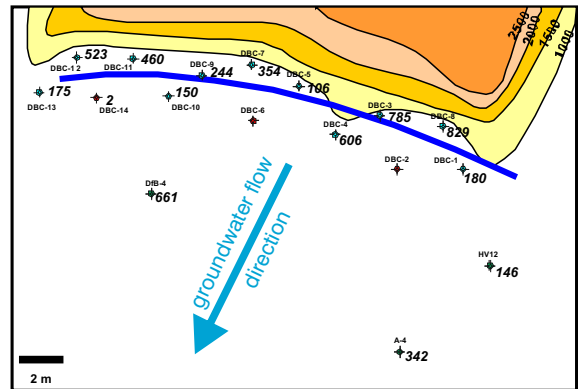 2500
2000
1500
1000
DBC-12
523
DBC-11
460
DBC-9
244
DBC-7
354
DBC-5
106
DBC-13
175
DBC-14
2
DBC-10
150
DBC-6
DBC-4
606
DBC-3
785
DBC-8
829
DBC-2
DBC-1
180
DfB-4
661
groundwater flow
direction
HV12
146
A-4
342
2 m